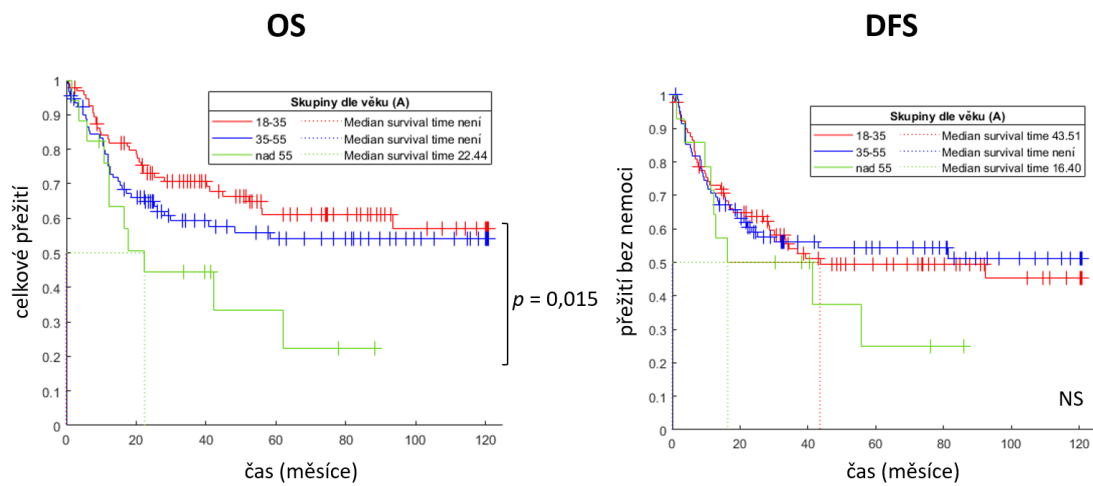 OS
Skupiny dle věku (A)
18-35 Median survival time není
35-55 Median survival time není
nad 55 Median survival time 22.44
celkové přežití
1
0.9
0.8
0.7
0.6
0.5
0.4
0.3
0.2
0.1
0
0 20 40 60 80 100 120
čas (měsíce)
p = 0,015
DFS
Skupiny dle věku (A)
18-35 Median survival time 43.51
35-55 Median survival time není
nad 55 Median survival time 16.40
přežití bez nemoci
1
0.9
0.8
0.7
0.6
0.5
0.4
0.3
0.2
0.1
0
0 20 40 60 80 100 120
čas (měsíce)
NS